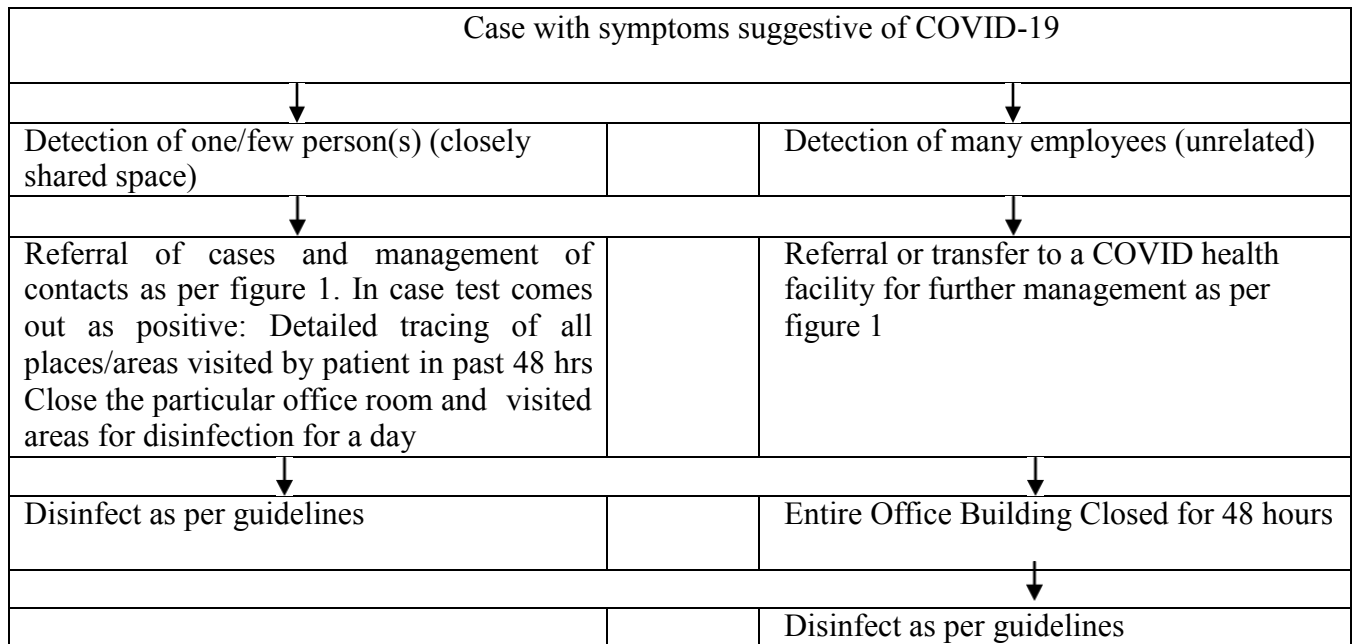 Case with symptoms suggestive of COVID-19
Detection of one/few person(s) (closely
shared space)
Detection of many employees (unrelated)
Referral of cases and management of
contacts as per figure 1. In case test comes
out as positive: Detailed tracing of all
places/areas visited by patient in past 48 hrs
Close the particular office room and visited
areas for disinfection for a day
Referral or transfer to a COVID health
facility for further management as per
figure 1
Disinfect as per guidelines
Entire Office Building Closed for 48 hours
Disinfect as per guidelines